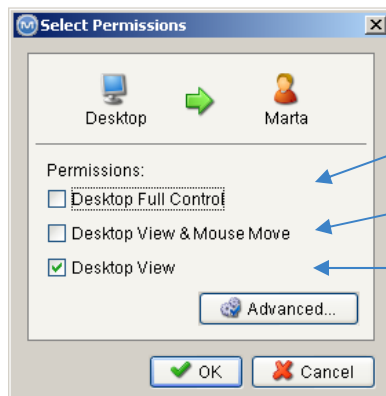 Select Permissions
Desktop Marta
Permissions:
Desktop Full Control
Desktop View & Mouse Move
Desktop View
Advanced...
OK Cancel